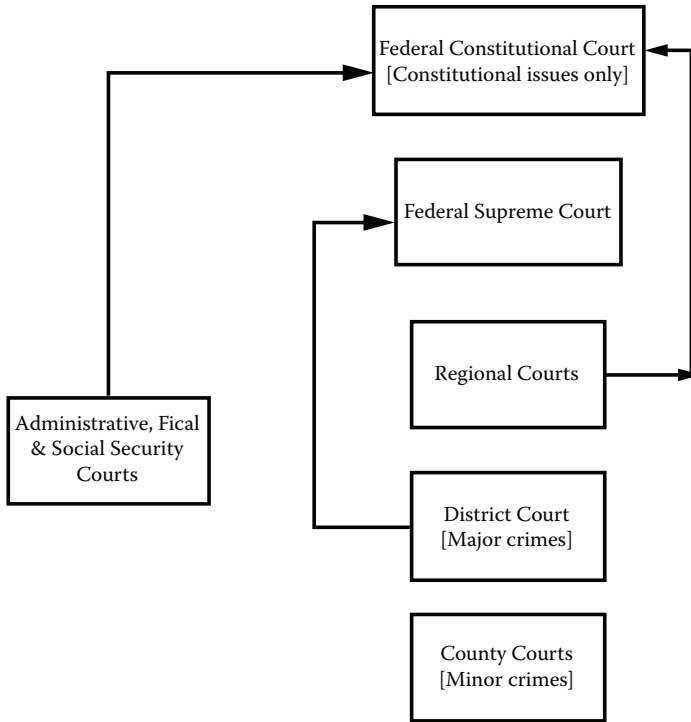 Federal Constitutional Court
[Constitutional issues only]
Federal Supreme Court
Regional Courts
Administrative, Fical
& Social Security
Courts
District Court
[Major crimes]
County Courts
[Minor crimes]